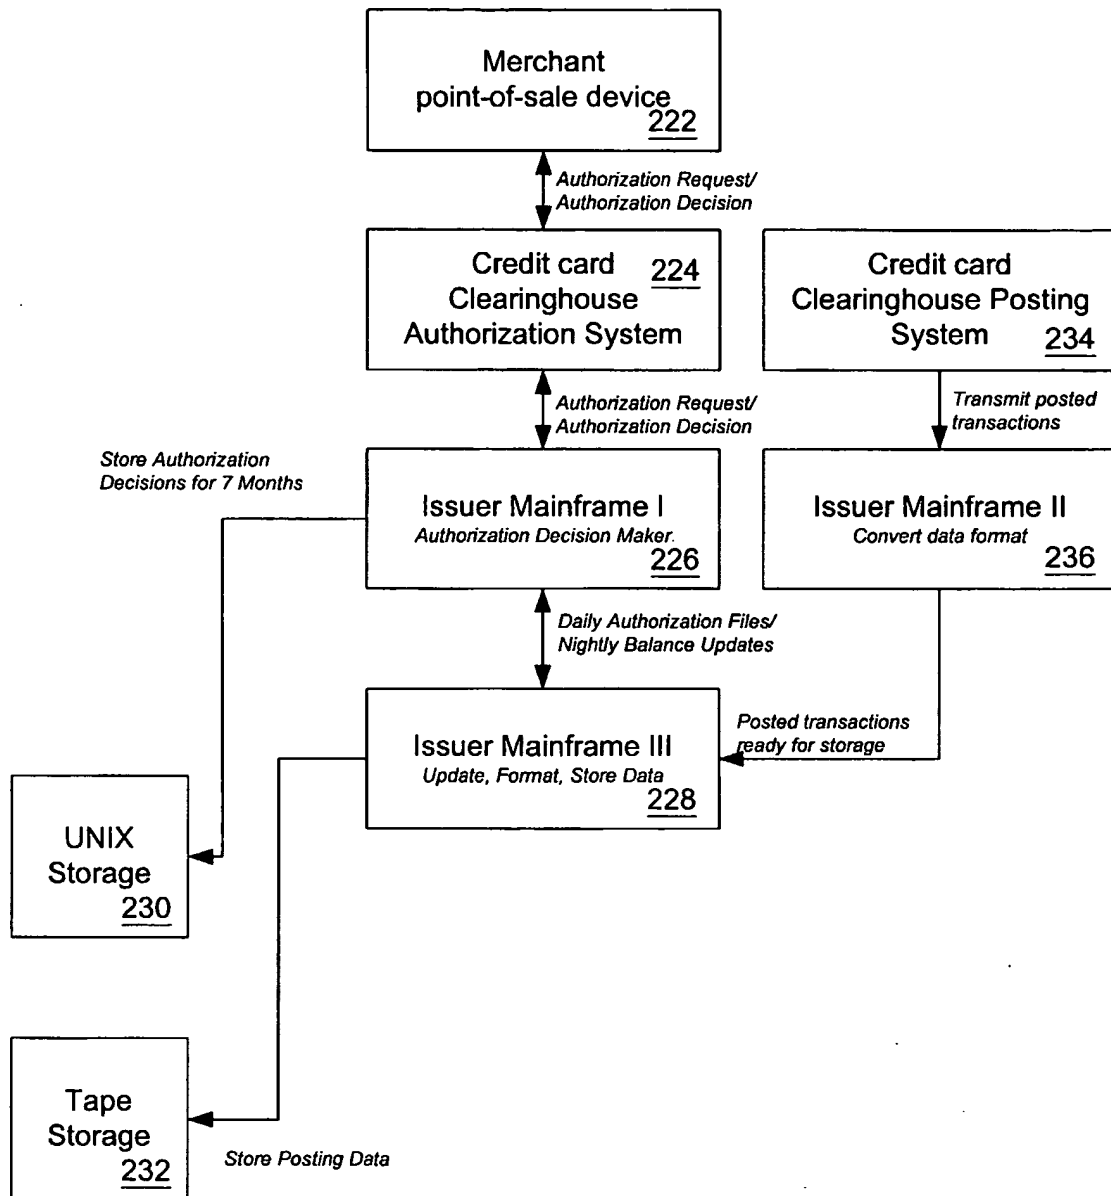 Merchant
point-of-sale device
222
Authorization Request/
Authorization Decision
Credit card
Clearinghouse
Authorization System
224
Credit card
Clearinghouse Posting
System
234
Authorization Request/
Authorization Decision
Transmit posted
transactions
Store Authorization
Decisions for 7 Months
Issuer Mainframe I
Authorization Decision Maker.
226
Issuer Mainframe II
Convert data format
236
Daily Authorization Files/
Nightly Balance Updates
Issuer Mainframe III
Update, Format, Store Data
228
Posted transactions
ready for storage
UNIX
Storage
230
Tape
Storage
232
Store Posting Data